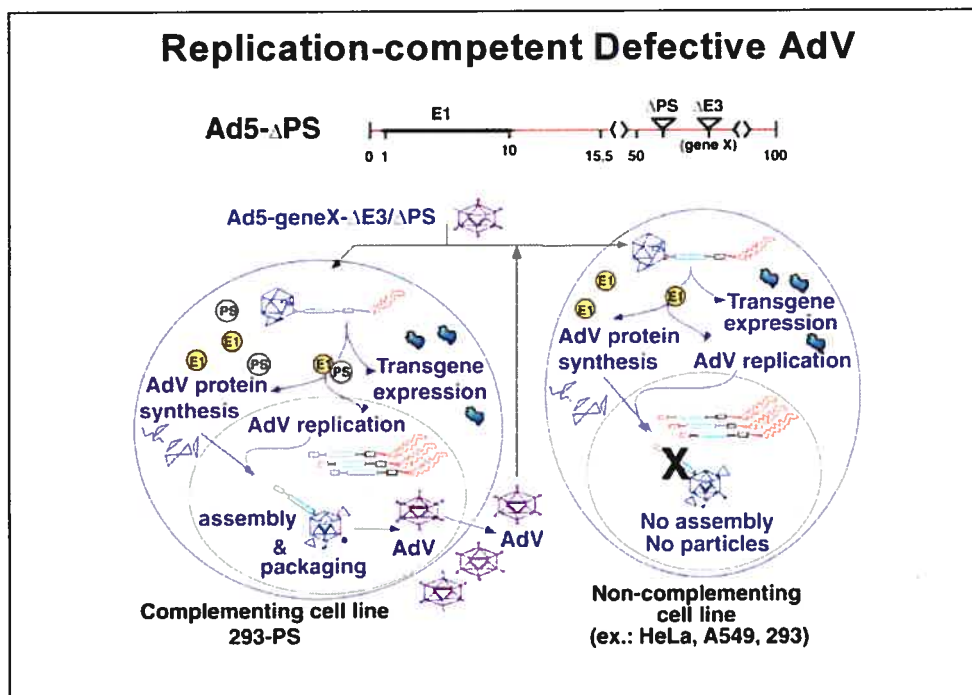 Replication-competent Defective AdV
Ad5-ΔPS
E1
ΔPS
ΔE3
0 1
10
15,5
50
(gene X)
100
Ad5-geneX-ΔE3/ΔPS
PS
E1
PS
E1
PS
Transgene
expression
AdV protein
synthesis
AdV replication
assembly
&
packaging
AdV
AdV
Complementing cell line
293-PS
E1
E1
E1
Transgene
expression
AdV protein
synthesis
AdV replication
X
No assembly
No particles
Non-complementing
cell line
(ex.: HeLa, A549, 293)